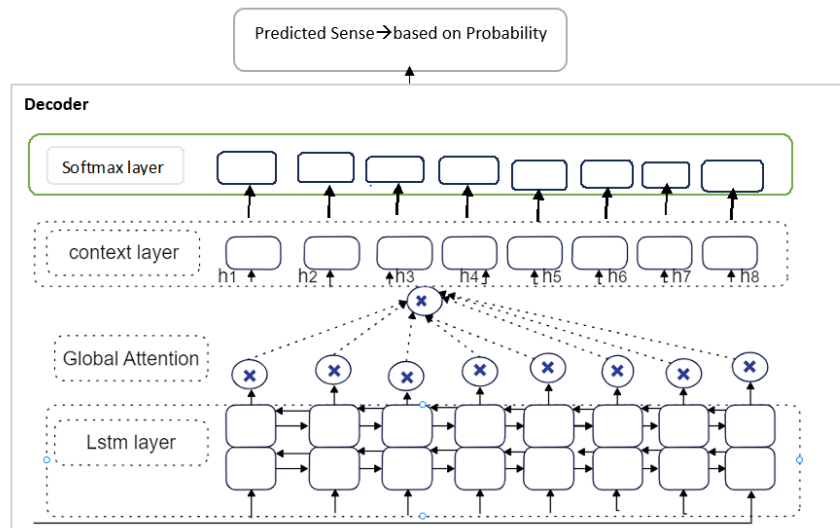 Predicted Sense→based on Probability
Decoder
Softmax layer
context layer
h1 h2 h3 h4 h5 h6 h7 h8
Global Attention
Lstm layer